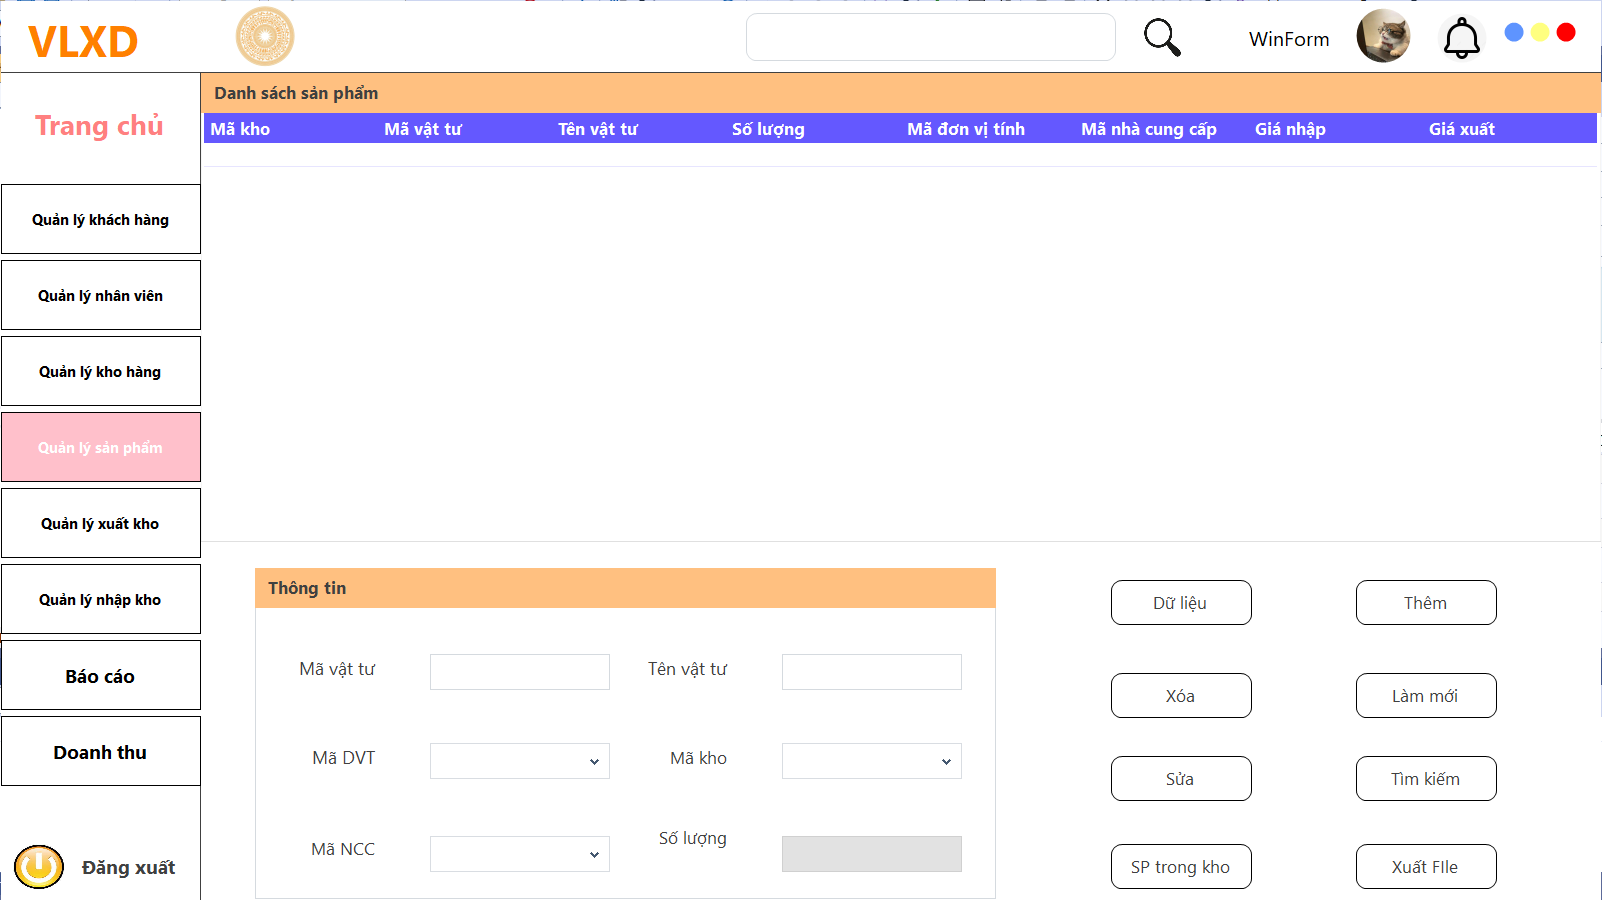 VLXD
WinForm
Trang chủ
Quản lý khách hàng
Quản lý nhân viên
Quản lý kho hàng
Quản lý sản phẩm
Quản lý xuất kho
Quản lý nhập kho
Báo cáo
Doanh thu
Đăng xuất
Danh sách sản phẩm
Mã kho Mã vật tư Tên vật tư Số lượng Mã đơn vị tính Mã nhà cung cấp Giá nhập Giá xuất
Thông tin
Mã vật tư Tên vật tư
Mã DVT Mã kho
Mã NCC Số lượng
Dữ liệu Thêm
Xóa Làm mới
Sửa Tìm kiếm
SP trong kho Xuất FIle